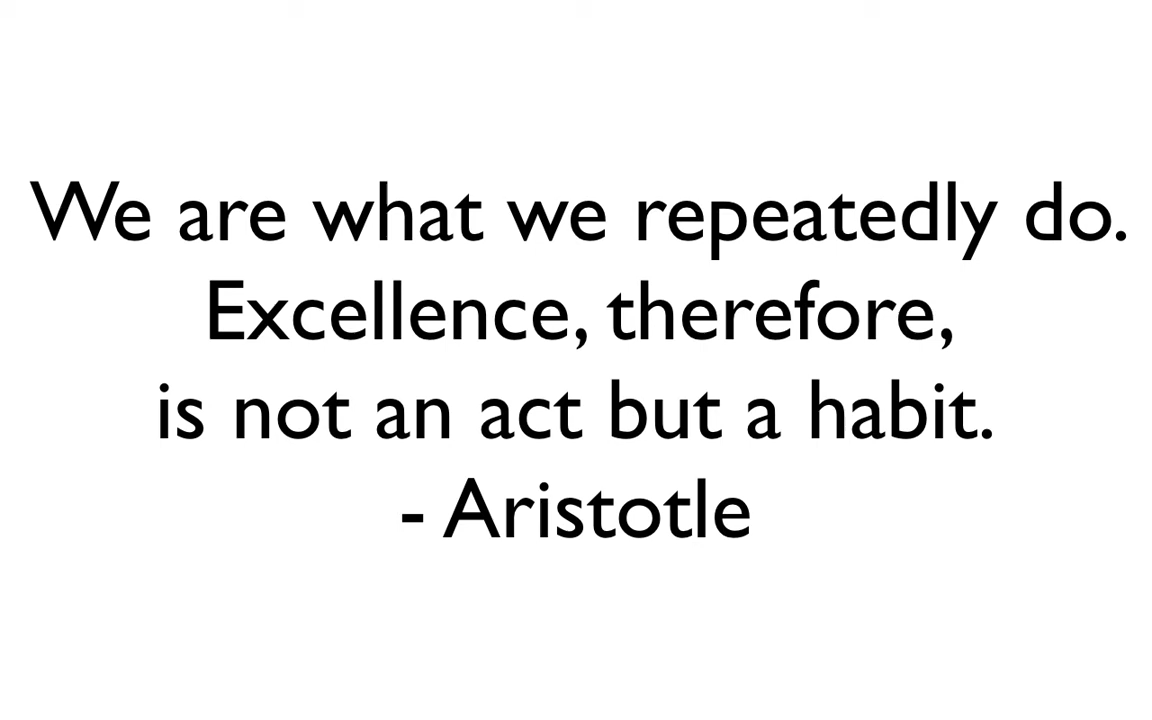 We are what we repeatedly do.
Excellence, therefore,
is not an act but a habit.
- Aristotle